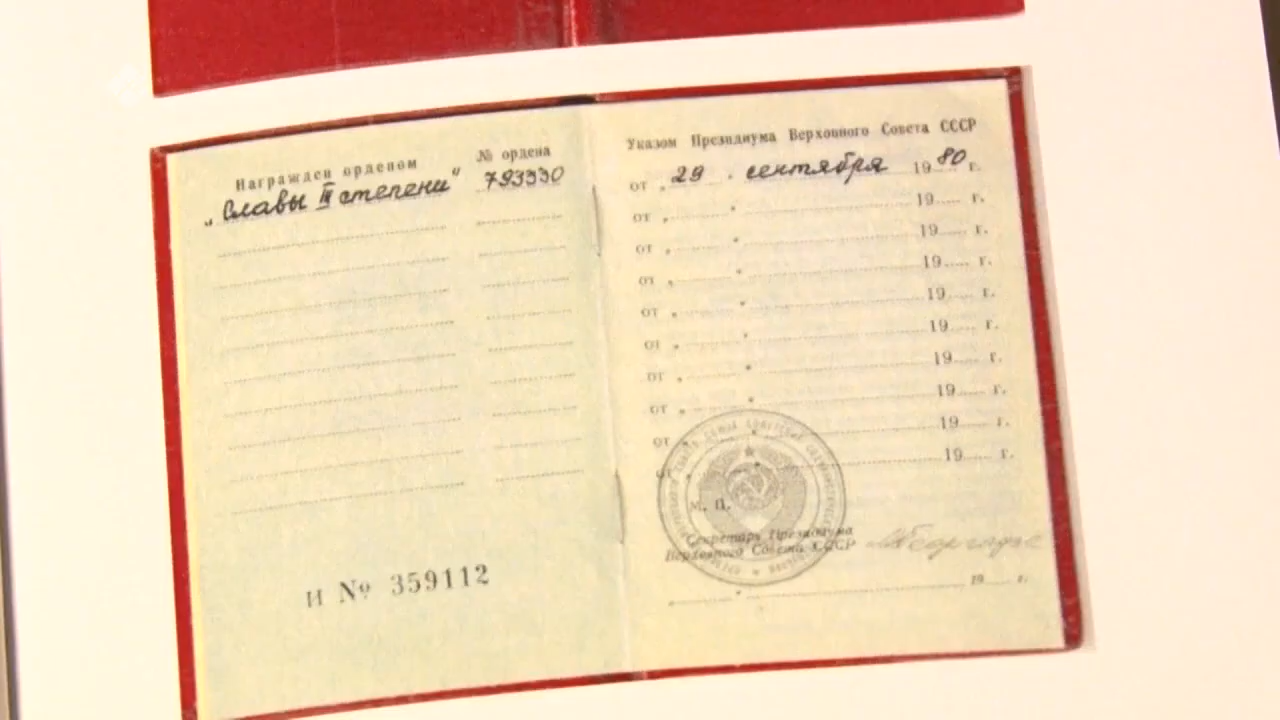 Награжден орденом
№ ордена
„Славы III степени“ 793330
И № 359112
Указом Президиума Верховного Совета СССР
от „29“ сентября 1980 г.
от „ “ 19 г.
от „ “ 19 г.
от „ “ 19 г.
от „ “ 19 г.
от „ “ 19 г.
от „ “ 19 г.
от „ “ 19 г.
от „ “ 19 г.
от „ “ 19 г.
М. П.
Секретарь Президиума
Верховного Совета СССР
„ “ 19 г.